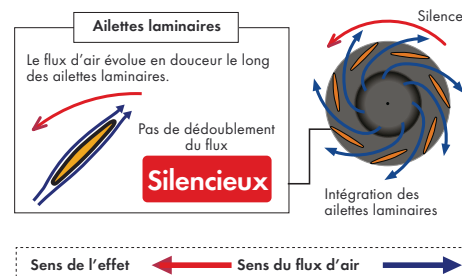 Ailettes laminaires
Le flux d'air évolue en douceur le long
des ailettes laminaires.
Pas de dédoublement
du flux
Silencieux
Silence
Intégration des
ailettes laminaires
Sens de l'effet
Sens du flux d'air